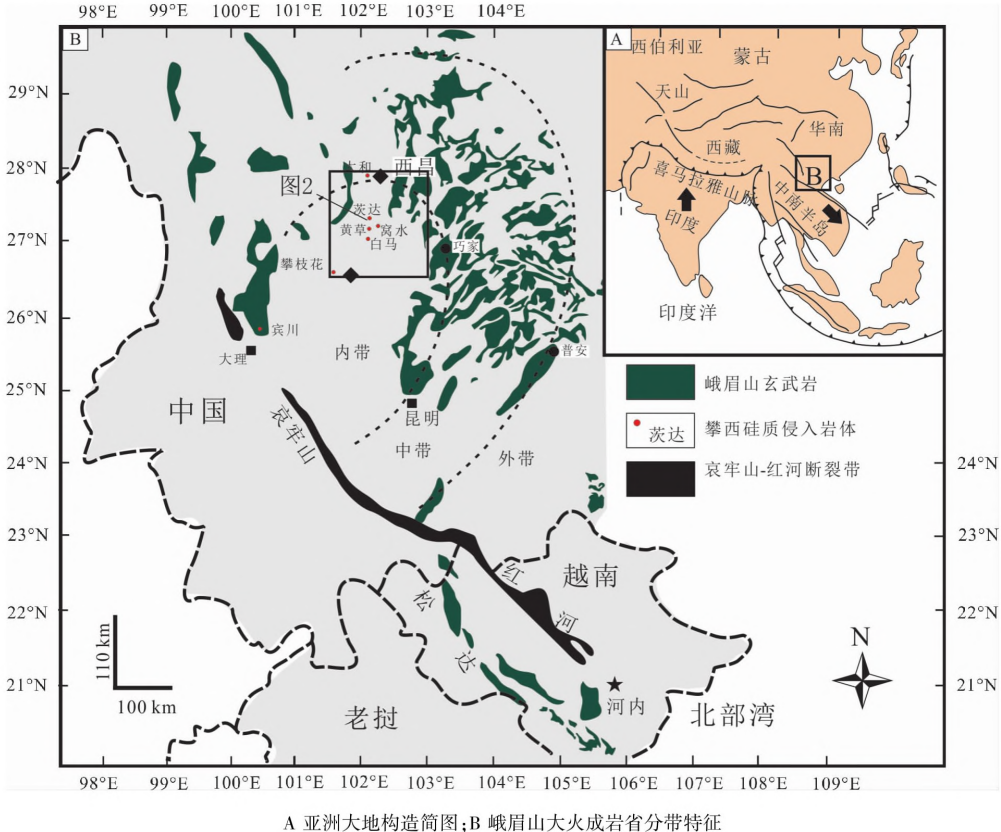 98°E 99°E 100°E 101°E 102°E 103°E 104°E
B
29°N
28°N
27°N
26°N
25°N
24°N
23°N
22°N
21°N
太和
西昌
图2
茨达
黄草
窝水
白马
攀枝花
巧家
宾川
大理
内带
普安
中国
昆明
哀牢山
中带
外带
越南
红河
松达
河内
老挝
北部湾
110 km
100 km
N
24°N
23°N
22°N
21°N
98°E 99°E 100°E 101°E 102°E 103°E 104°E 105°E 106°E 107°E 108°E 109°E
A
西伯利亚
蒙古
天山
华南
西藏
B
喜马拉雅山脉
中南半岛
印度
印度洋
峨眉山玄武岩
茨达
攀西硅质侵入岩体
哀牢山-红河断裂带
A 亚洲大地构造简图;B 峨眉山大火成岩省分带特征